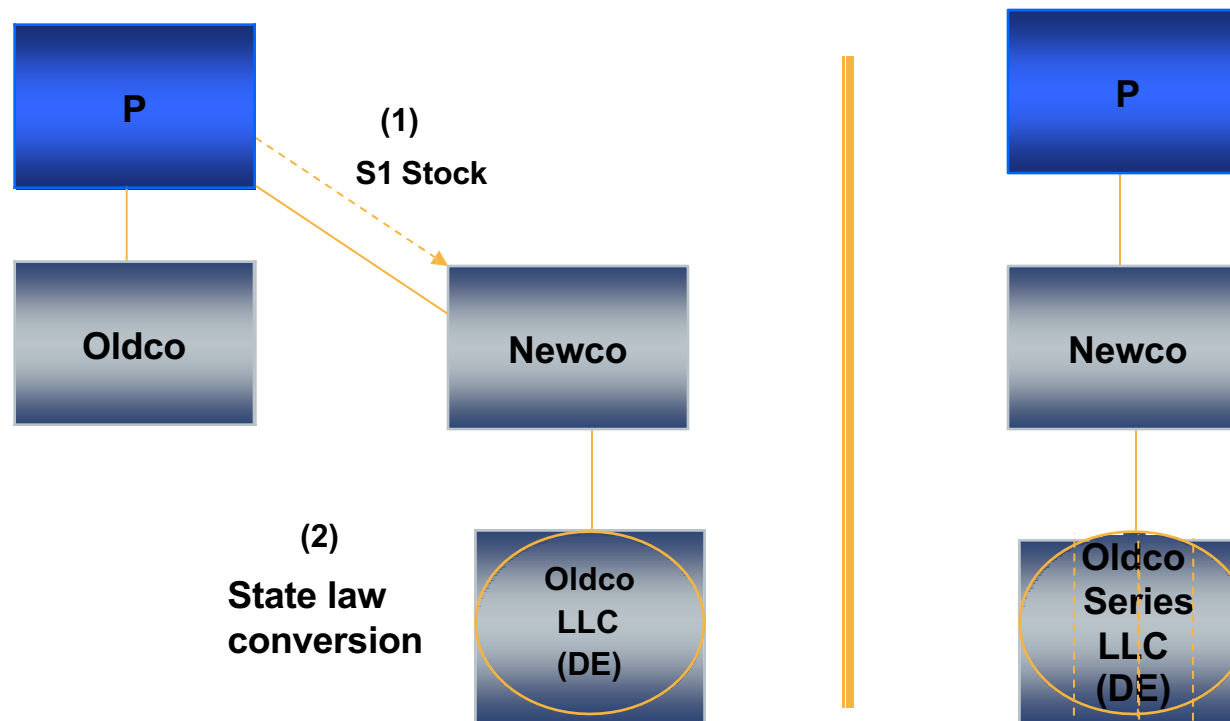 P
(1)
S1 Stock
Oldco
Newco
(2)
State law
conversion
Oldco
LLC
(DE)
P
Newco
Oldco
Series
LLC
(DE)